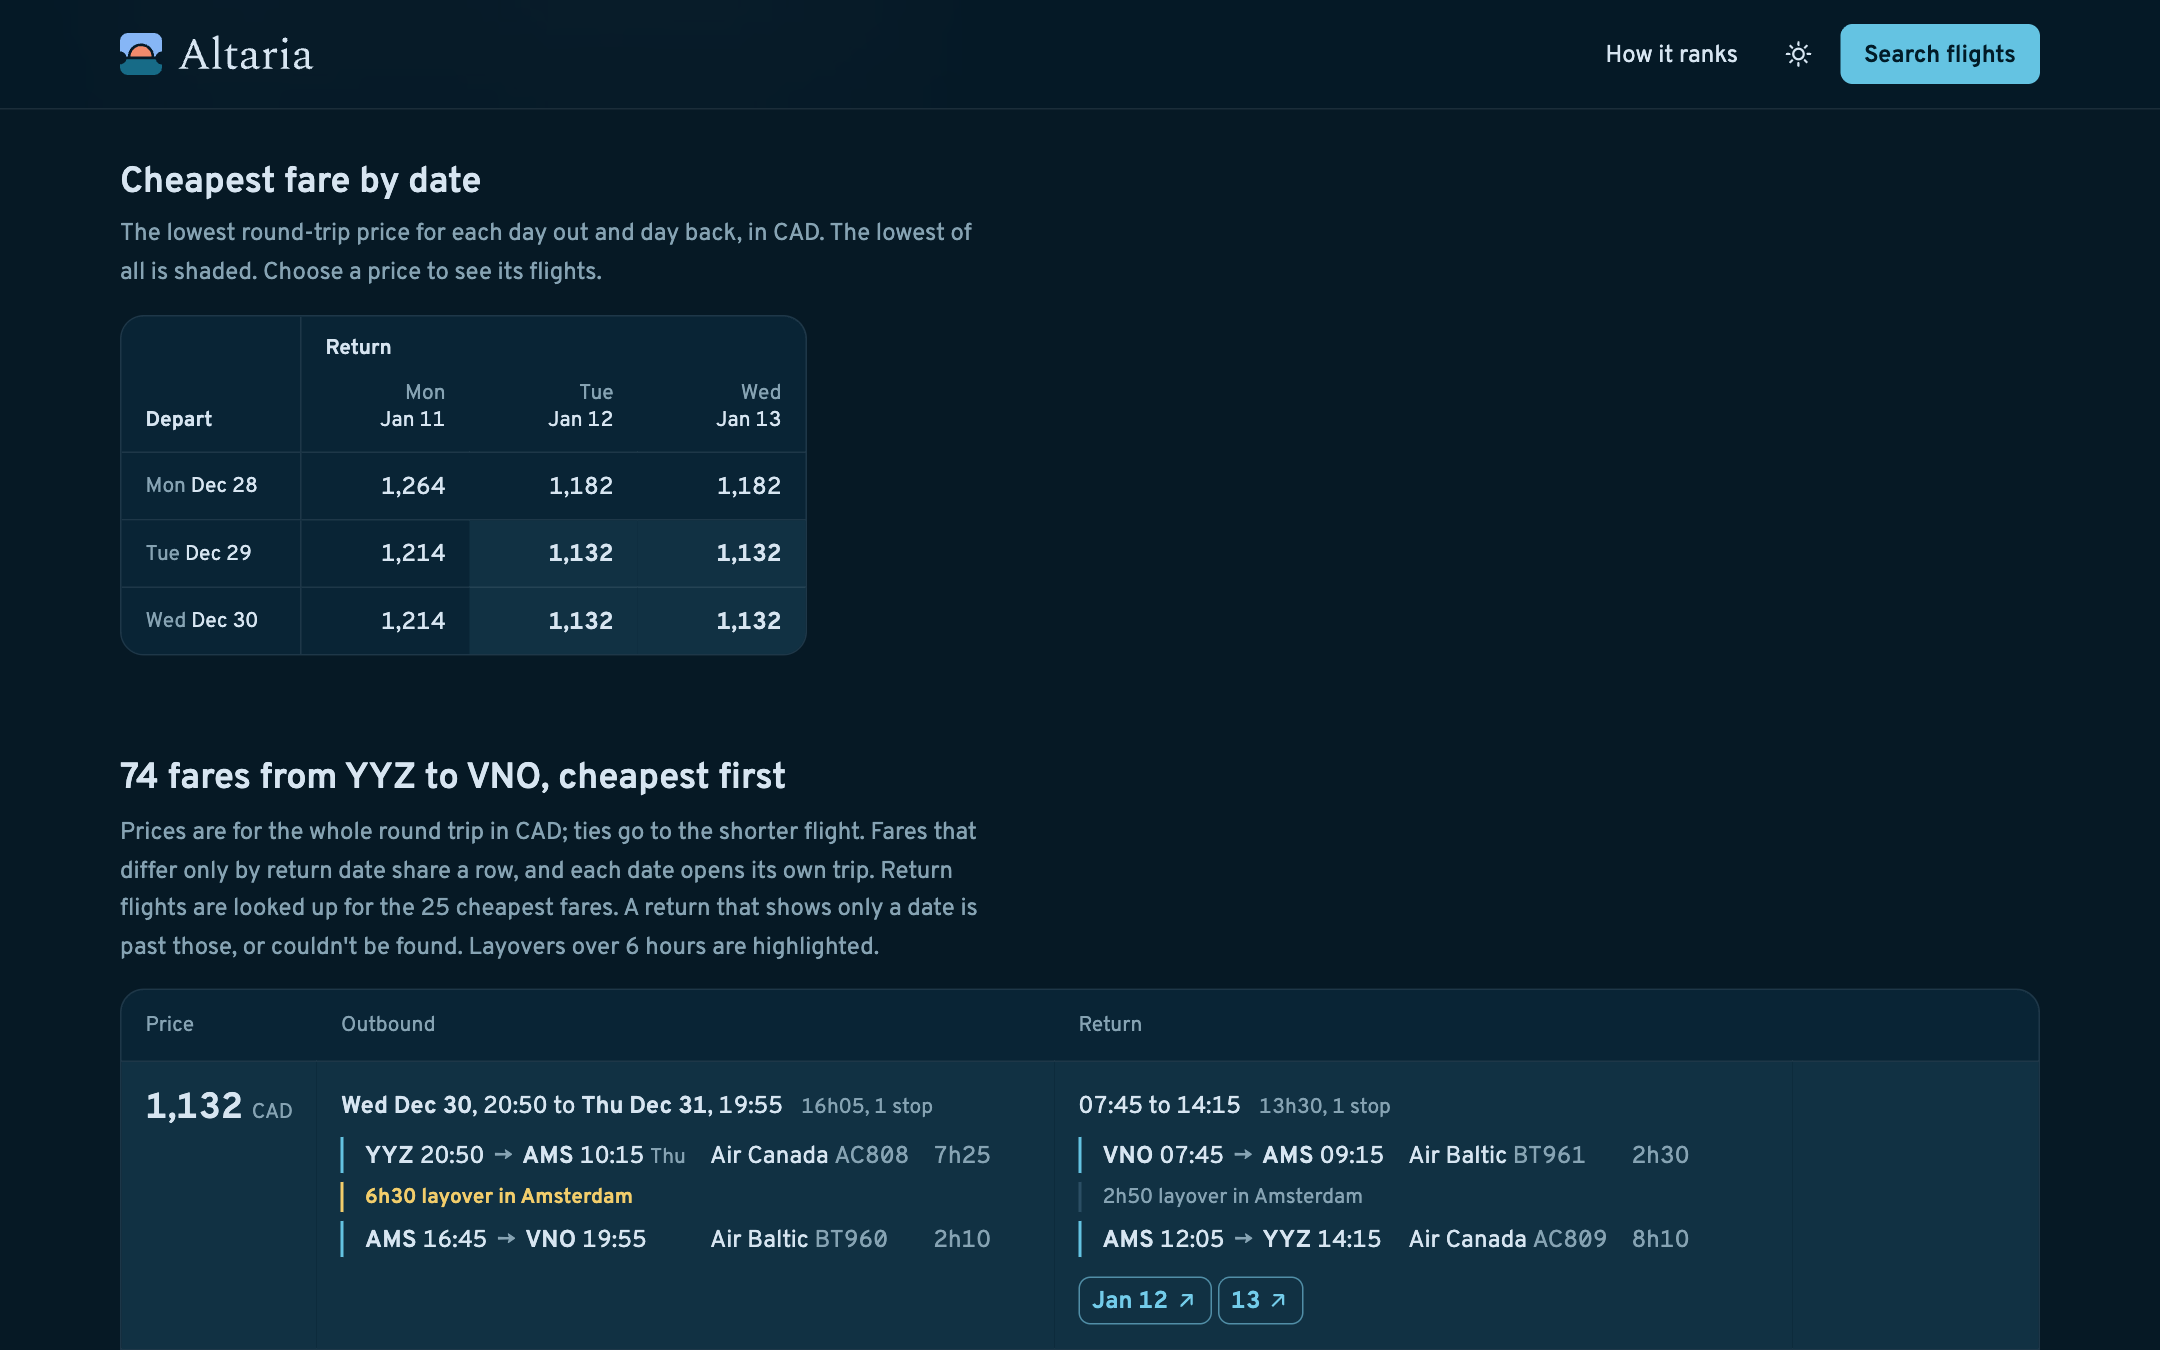 Altaria
How it ranks
Search flights
Cheapest fare by date
The lowest round-trip price for each day out and day back, in CAD. The lowest of
all is shaded. Choose a price to see its flights.
Return
Mon Tue Wed
Depart Jan 11 Jan 12 Jan 13
Mon Dec 28 1,264 1,182 1,182
Tue Dec 29 1,214 1,132 1,132
Wed Dec 30 1,214 1,132 1,132
74 fares from YYZ to VNO, cheapest first
Prices are for the whole round trip in CAD; ties go to the shorter flight. Fares that
differ only by return date share a row, and each date opens its own trip. Return
flights are looked up for the 25 cheapest fares. A return that shows only a date is
past those, or couldn't be found. Layovers over 6 hours are highlighted.
Price Outbound Return
1,132 CAD
Wed Dec 30, 20:50 to Thu Dec 31, 19:55 16h05, 1 stop
YYZ 20:50 → AMS 10:15 Thu Air Canada AC808 7h25
6h30 layover in Amsterdam
AMS 16:45 → VNO 19:55 Air Baltic BT960 2h10
07:45 to 14:15 13h30, 1 stop
VNO 07:45 → AMS 09:15 Air Baltic BT961 2h30
2h50 layover in Amsterdam
AMS 12:05 → YYZ 14:15 Air Canada AC809 8h10
Jan 12 ↗ 13 ↗